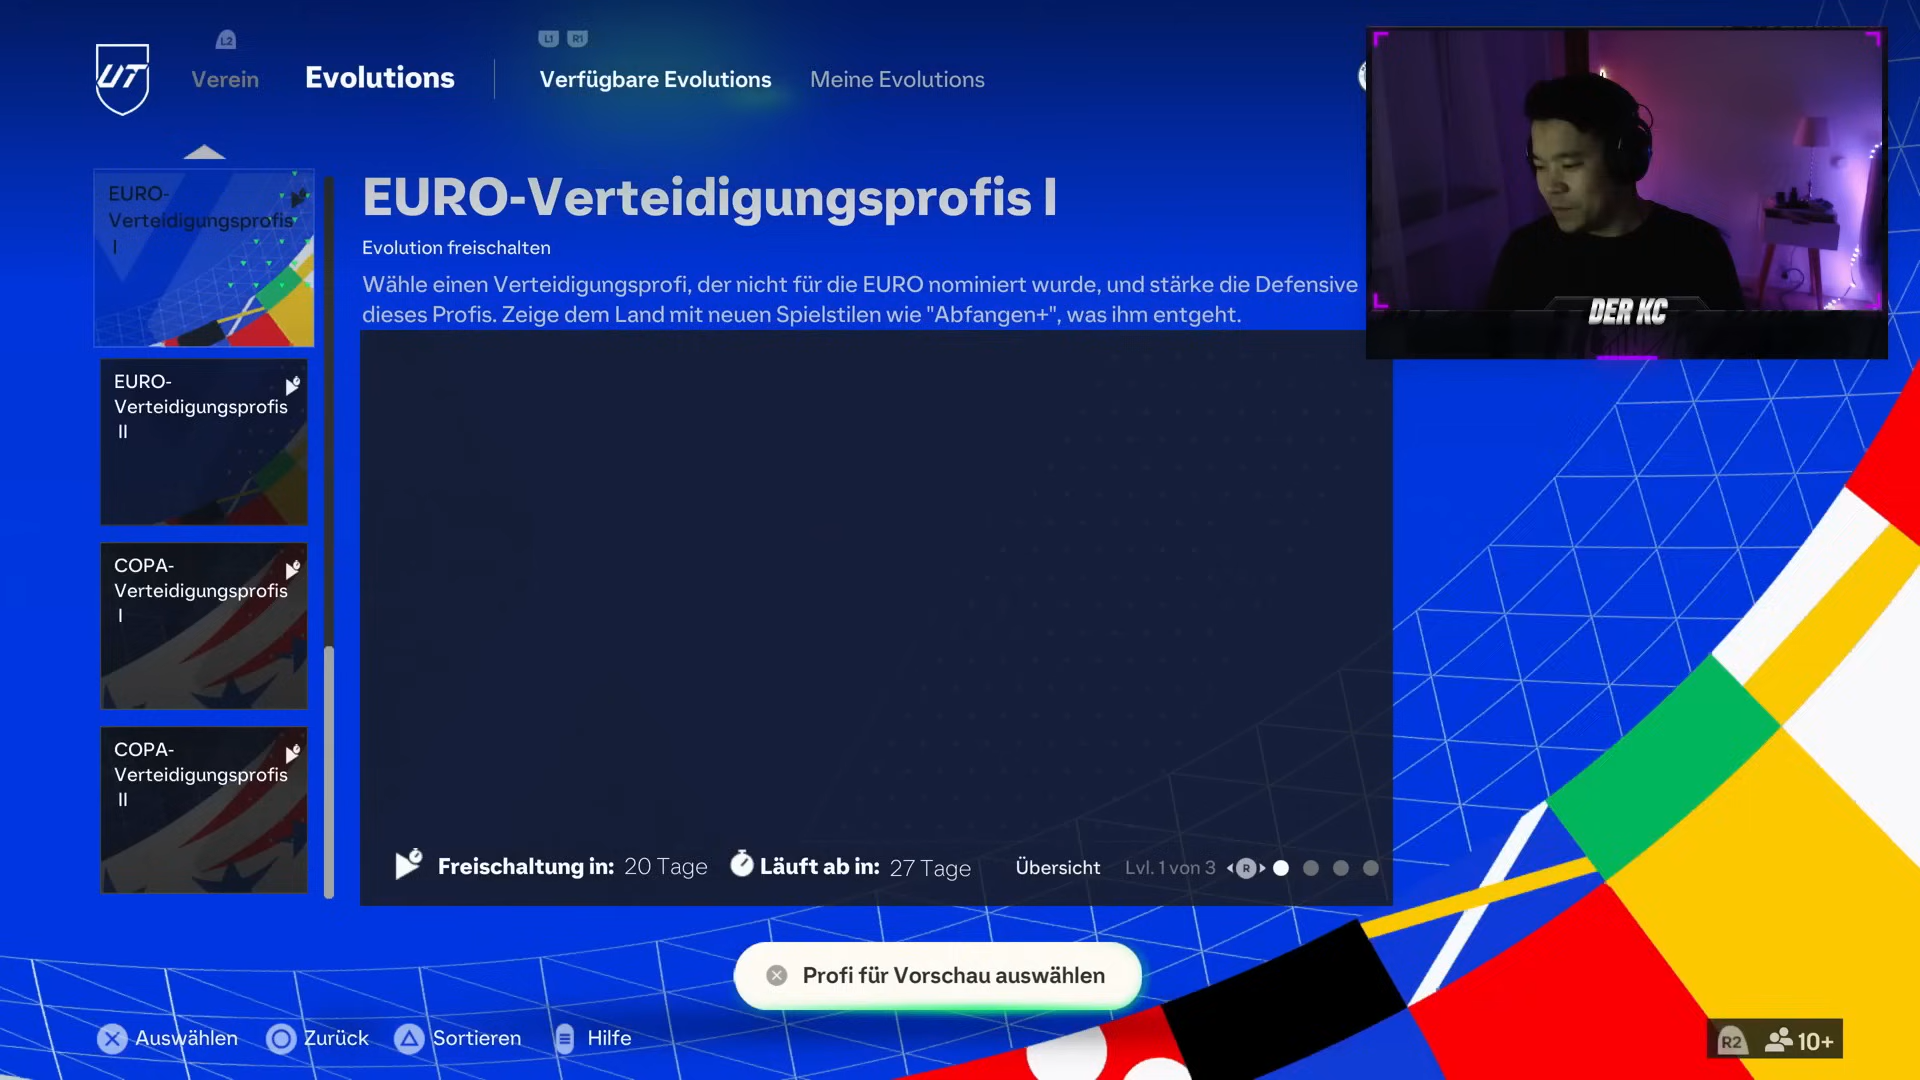 L2
L1 R1
UT
Verein
Evolutions
Verfügbare Evolutions
Meine Evolutions
EURO-
Verteidigungsprofis
I
EURO-Verteidigungsprofis I
Evolution freischalten
Wähle einen Verteidigungsprofi, der nicht für die EURO nominiert wurde, und stärke die Defensive
dieses Profis. Zeige dem Land mit neuen Spielstilen wie "Abfangen+", was ihm entgeht.
DER KC
EURO-
Verteidigungsprofis
II
COPA-
Verteidigungsprofis
I
COPA-
Verteidigungsprofis
II
Freischaltung in: 20 Tage
Läuft ab in: 27 Tage
Übersicht
Lvl. 1 von 3
R
Profi für Vorschau auswählen
Auswählen
Zurück
Sortieren
Hilfe
R2
10+